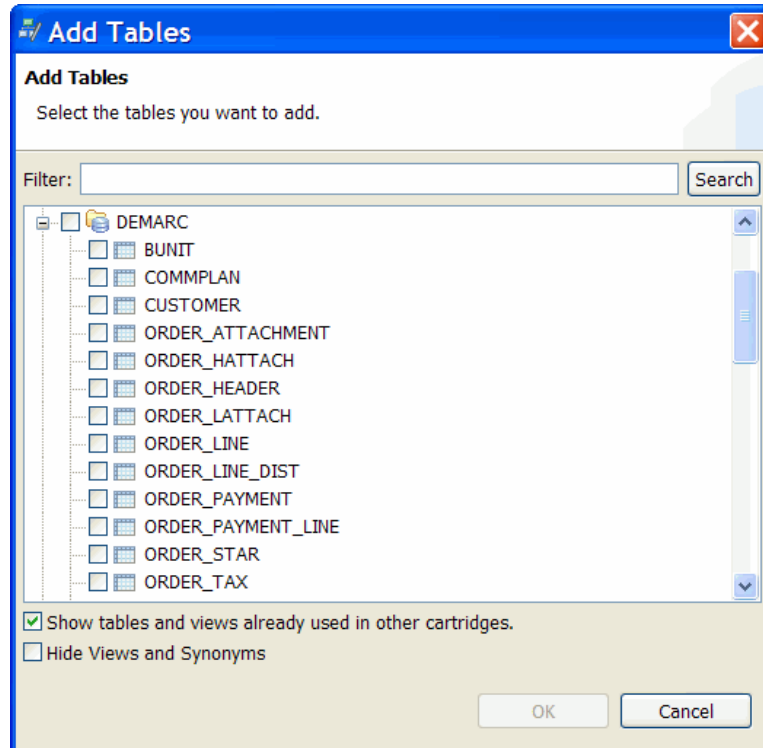 Add Tables
Add Tables
Select the tables you want to add.
Filter: Search
DEMARC
BUNIT
COMMPLAN
CUSTOMER
ORDER_ATTACHMENT
ORDER_HATTACH
ORDER_HEADER
ORDER_LATTACH
ORDER_LINE
ORDER_LINE_DIST
ORDER_PAYMENT
ORDER_PAYMENT_LINE
ORDER_STAR
ORDER_TAX
Show tables and views already used in other cartridges.
Hide Views and Synonyms
OK Cancel